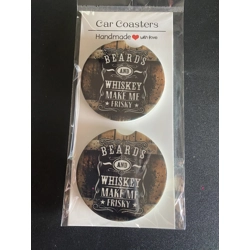 Car Coasters
Handmade with love
BEARDS
AND
WHISKEY
MAKE ME
FRISKY
BEARDS
AND
WHISKEY
MAKE ME
FRISKY